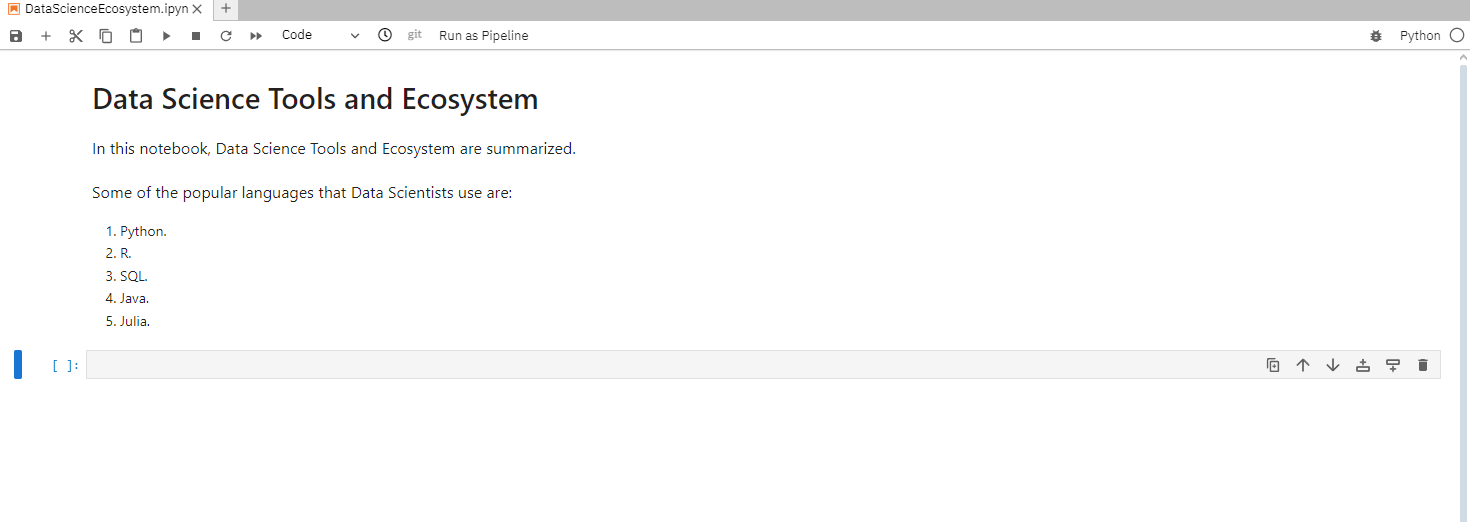 DataScienceEcosystem.ipyn
Code git Run as Pipeline Python
Data Science Tools and Ecosystem
In this notebook, Data Science Tools and Ecosystem are summarized.
Some of the popular languages that Data Scientists use are:
1. Python.
2. R.
3. SQL.
4. Java.
5. Julia.
[ ]: